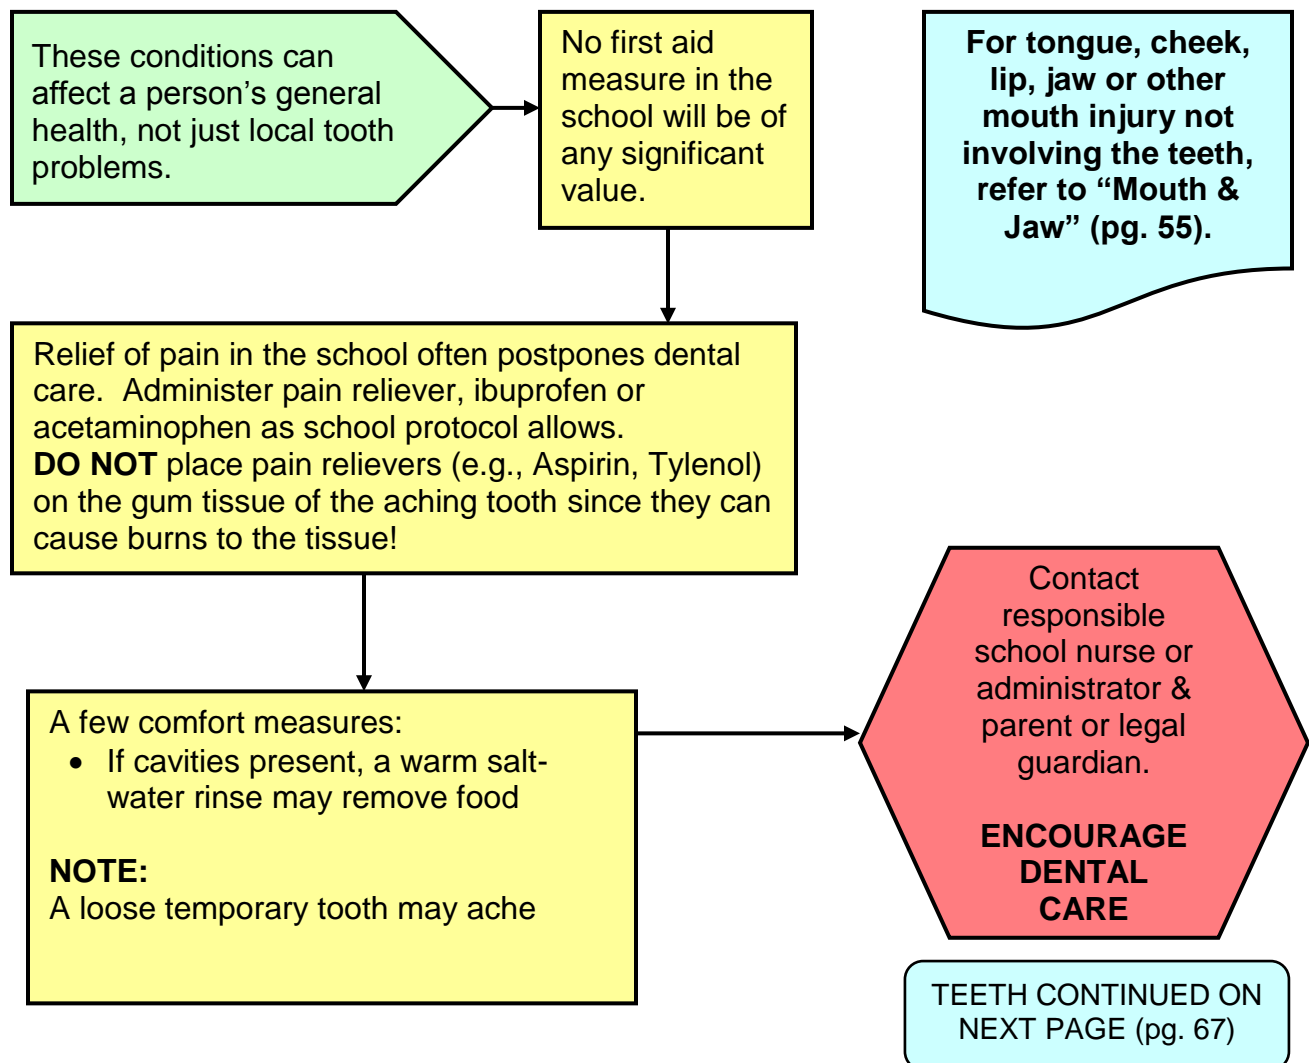 These conditions can
affect a person’s general
health, not just local tooth
problems.
No first aid
measure in the
school will be of
any significant
value.
For tongue, cheek,
lip, jaw or other
mouth injury not
involving the teeth,
refer to “Mouth &
Jaw” (pg. 55).
Relief of pain in the school often postpones dental
care.  Administer pain reliever, ibuprofen or
acetaminophen as school protocol allows.
DO NOT place pain relievers (e.g., Aspirin, Tylenol)
on the gum tissue of the aching tooth since they can
cause burns to the tissue!
A few comfort measures:
• If cavities present, a warm salt-
water rinse may remove food
NOTE:
A loose temporary tooth may ache
Contact
responsible
school nurse or
administrator &
parent or legal
guardian.
ENCOURAGE
DENTAL
CARE
TEETH CONTINUED ON
NEXT PAGE (pg. 67)